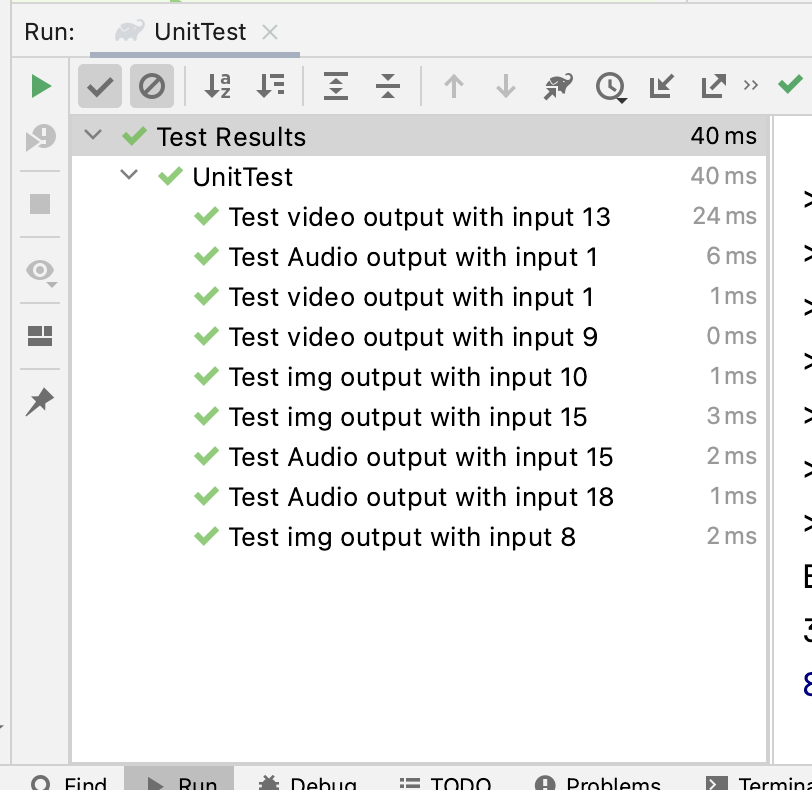 Run: UnitTest
Test Results 40 ms
UnitTest 40 ms
Test video output with input 13 24 ms
Test Audio output with input 1 6 ms
Test video output with input 1 1 ms
Test video output with input 9 0 ms
Test img output with input 10 1 ms
Test img output with input 15 3 ms
Test Audio output with input 15 2 ms
Test Audio output with input 18 1 ms
Test img output with input 8 2 ms
Find Run Debug TODO Problems